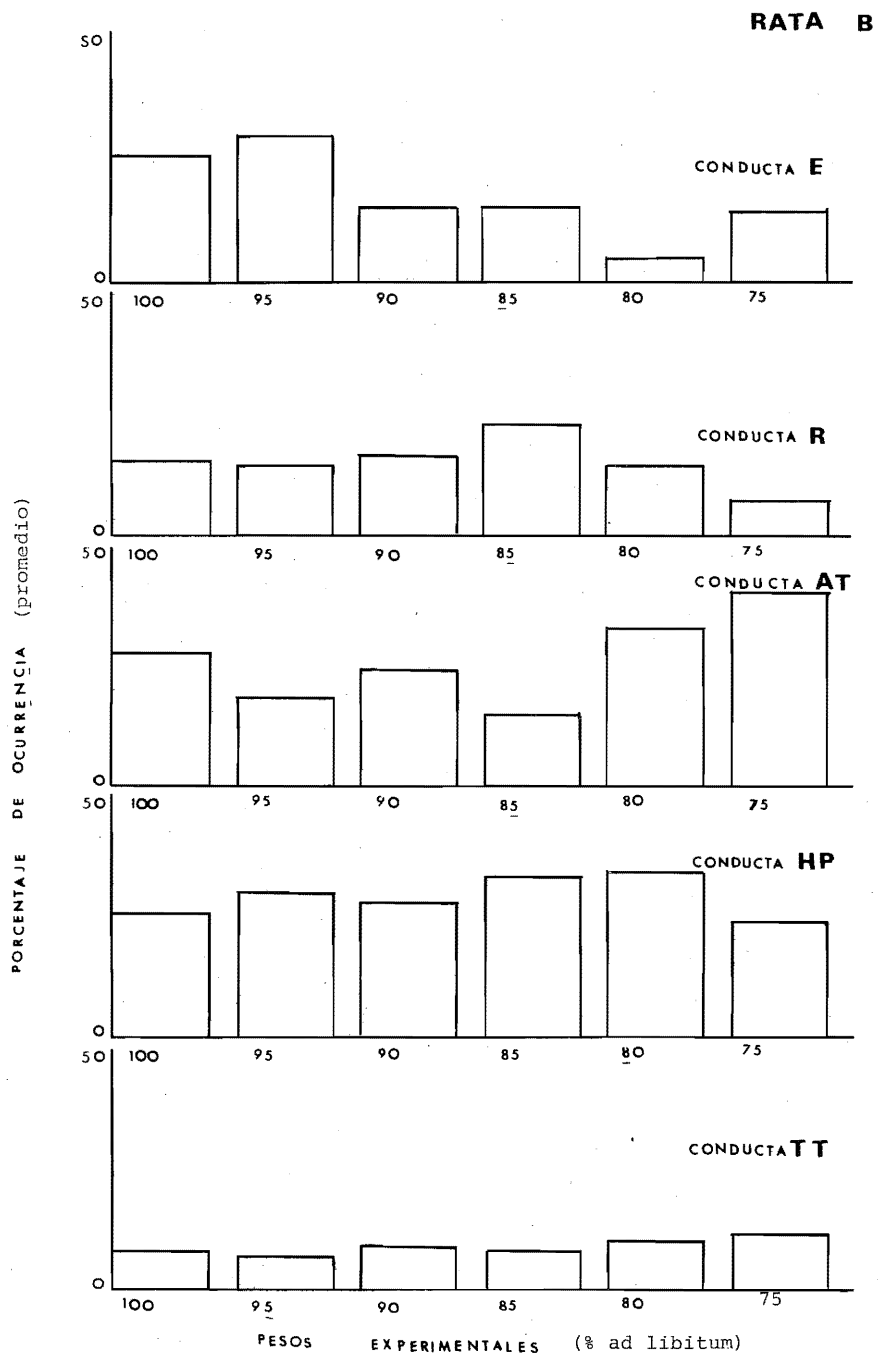 RATA B
50
CONDUCTA E
0
100 95 90 85 80 75
50
CONDUCTA R
0
100 95 90 85 80 75
50
CONDUCTA AT
0
100 95 90 85 80 75
50
CONDUCTA HP
0
100 95 90 85 80 75
50
CONDUCTA TT
0
100 95 90 85 80 75
PESOS EXPERIMENTALES (% ad libitum)
PORCENTAJE DE OCURRENCIA (promedio)